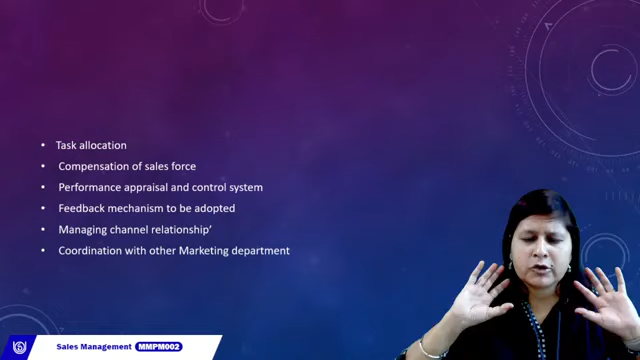 • Task allocation
• Compensation of sales force
• Performance appraisal and control system
• Feedback mechanism to be adopted
• Managing channel relationship’
• Coordination with other Marketing department
Sales Management MMPM002